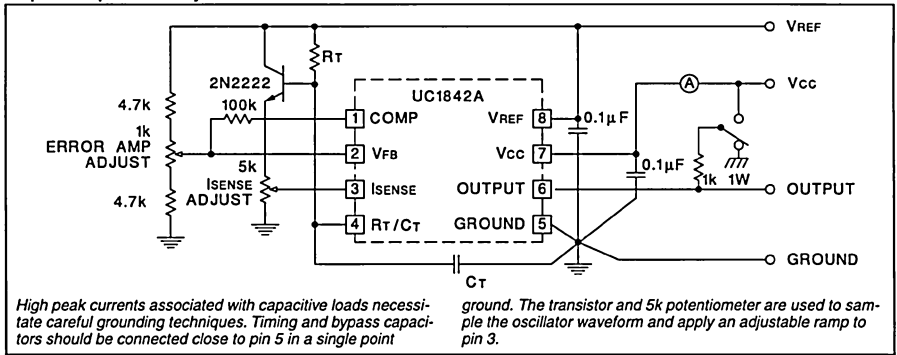 VREF
RT
2N2222
UC1842A
A
VCC
4.7k
100k
1 COMP
VREF 8
0.1µF
1k
ERROR AMP
ADJUST
2 VFB
VCC 7
0.1µF
5k
ISENSE
ADJUST
3 ISENSE
OUTPUT 6
1k 1W
OUTPUT
4.7k
4 RT/CT
GROUND 5
CT
GROUND
High peak currents associated with capacitive loads necessi-
tate careful grounding techniques. Timing and bypass capaci-
tors should be connected close to pin 5 in a single point
ground. The transistor and 5k potentiometer are used to sam-
ple the oscillator waveform and apply an adjustable ramp to
pin 3.